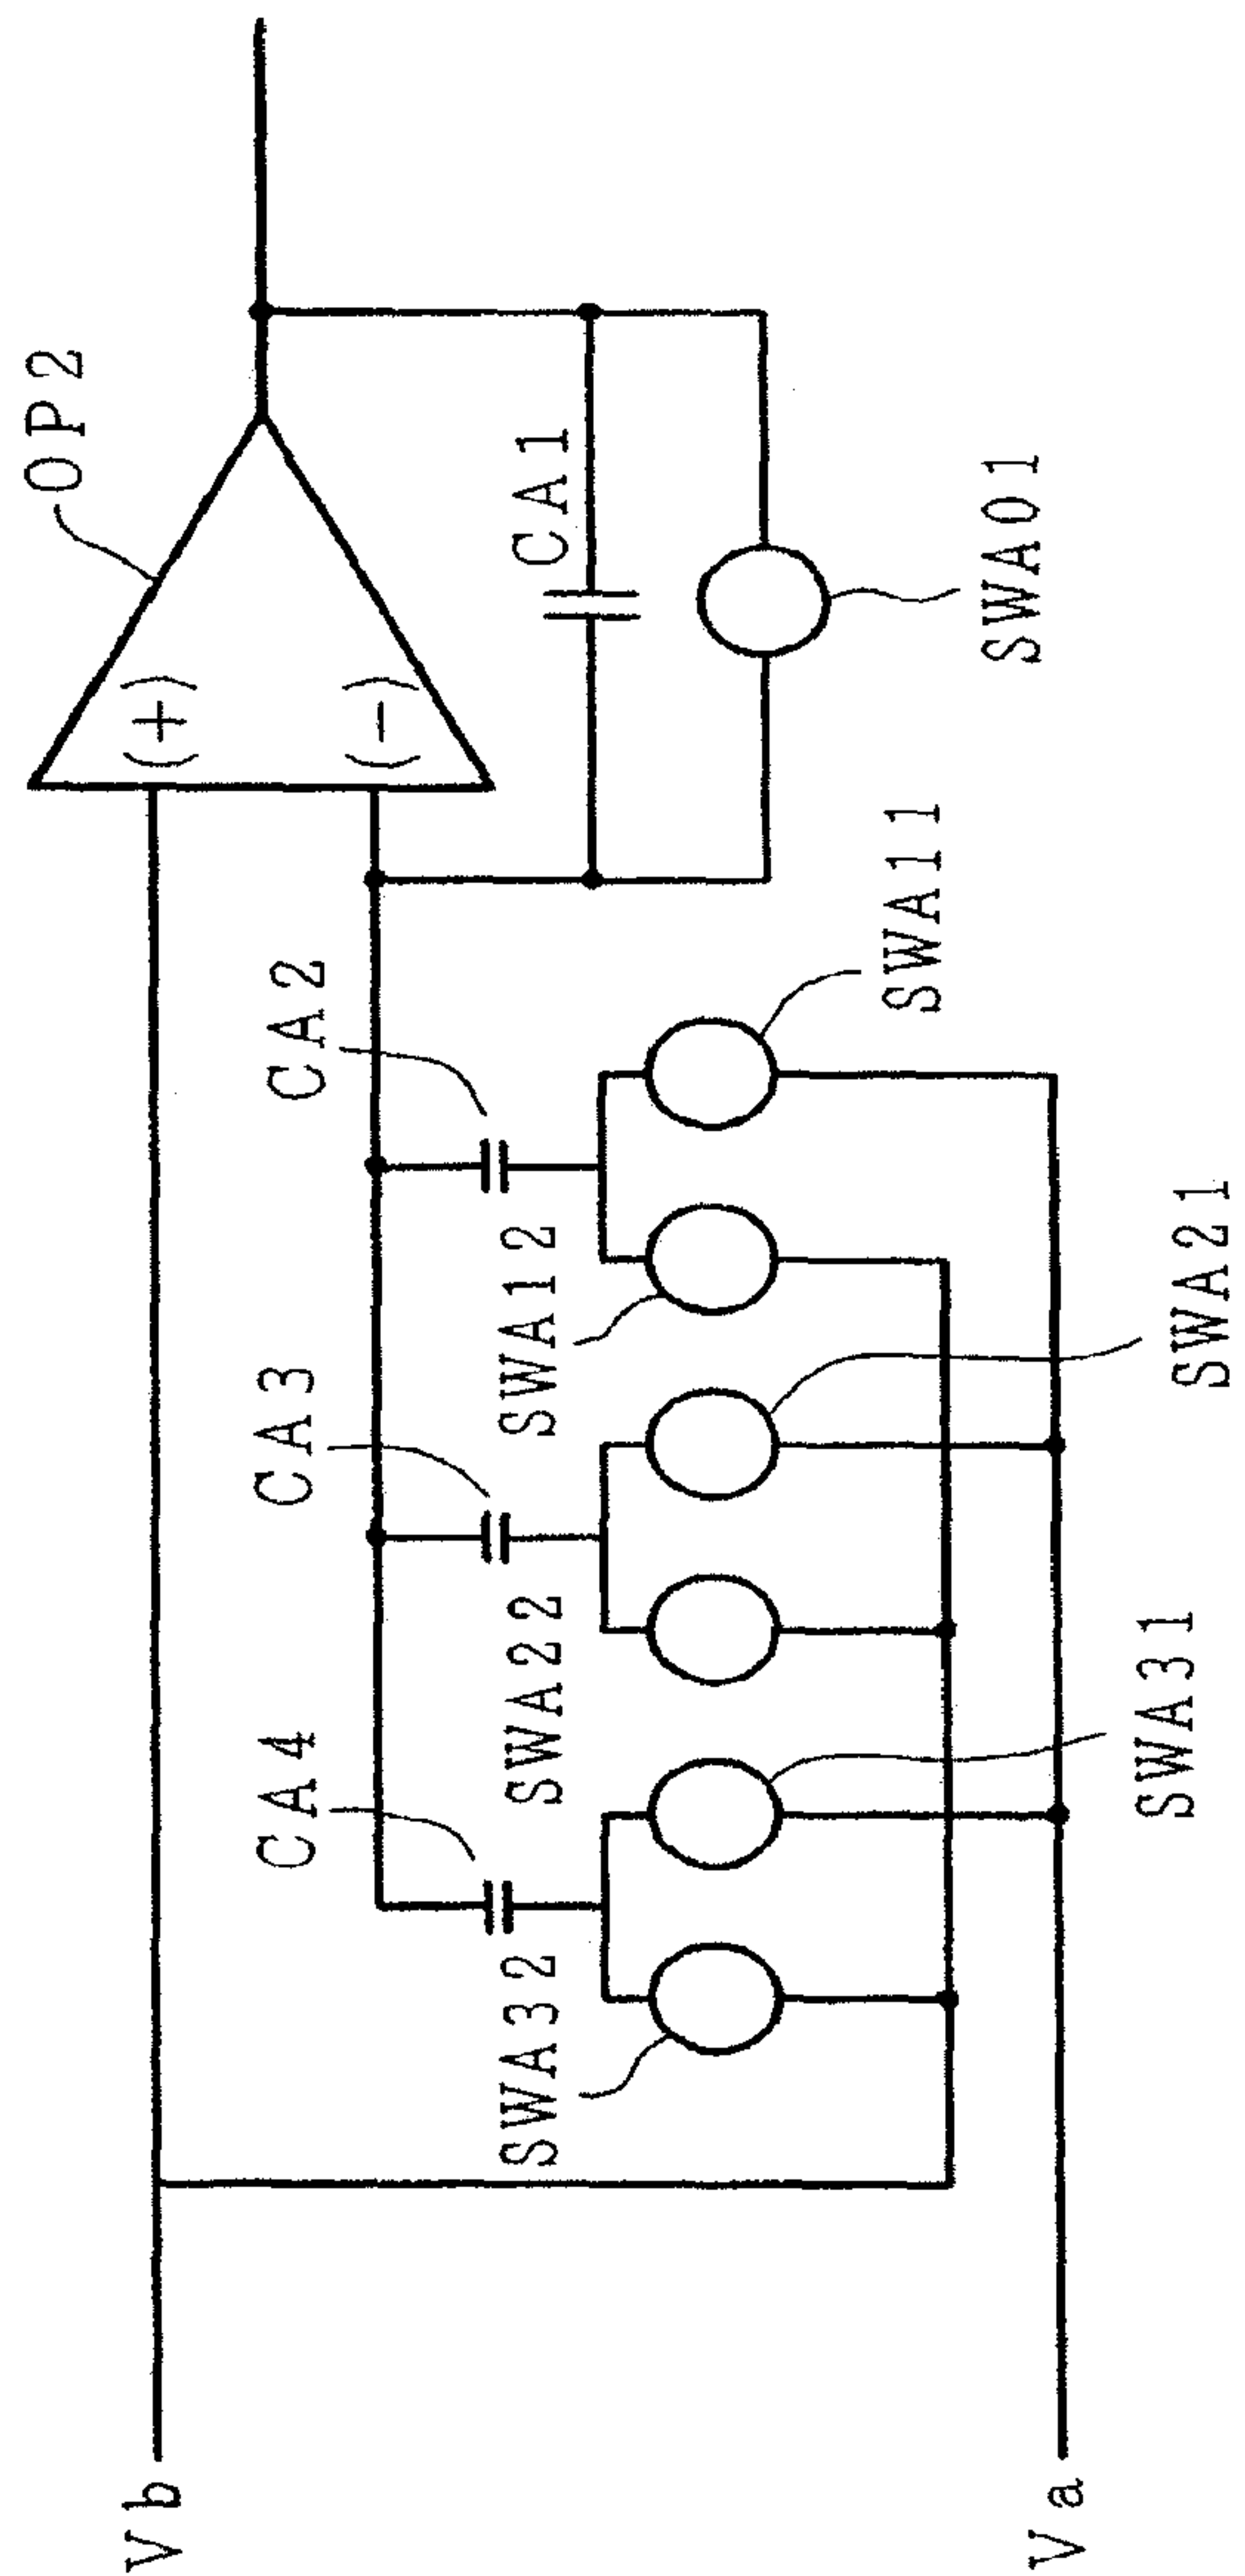 OP2
(+)
(-)
CA1
SWA01
CA2
SWA11
SWA12
CA3
SWA21
SWA22
CA4
SWA31
SWA32
Vb
Va